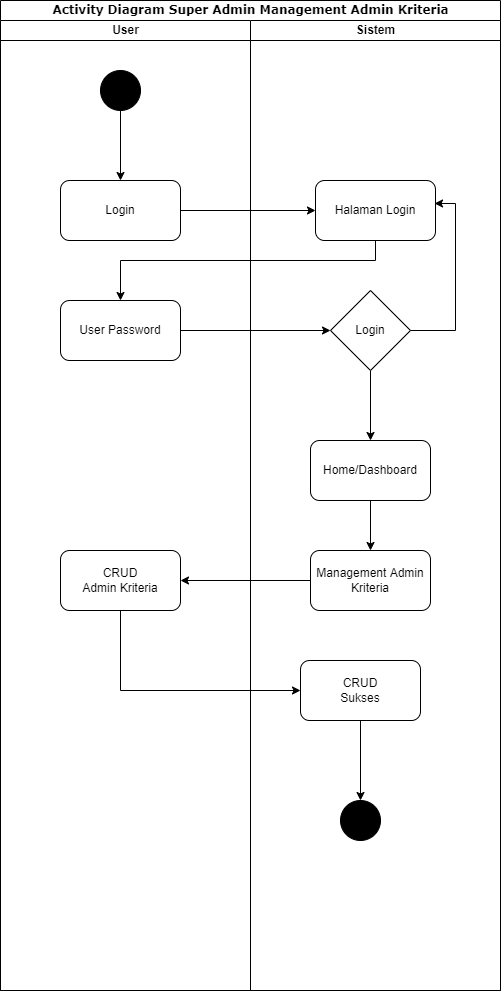 Activity Diagram Super Admin Management Admin Kriteria
User
Sistem
Login
Halaman Login
User Password
Login
Home/Dashboard
CRUD
Admin Kriteria
Management Admin
Kriteria
CRUD
Sukses